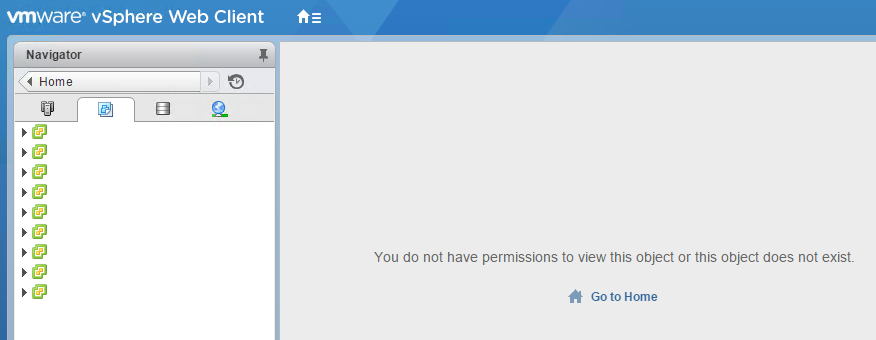 vmware® vSphere Web Client
Navigator
Home
You do not have permissions to view this object or this object does not exist.
Go to Home